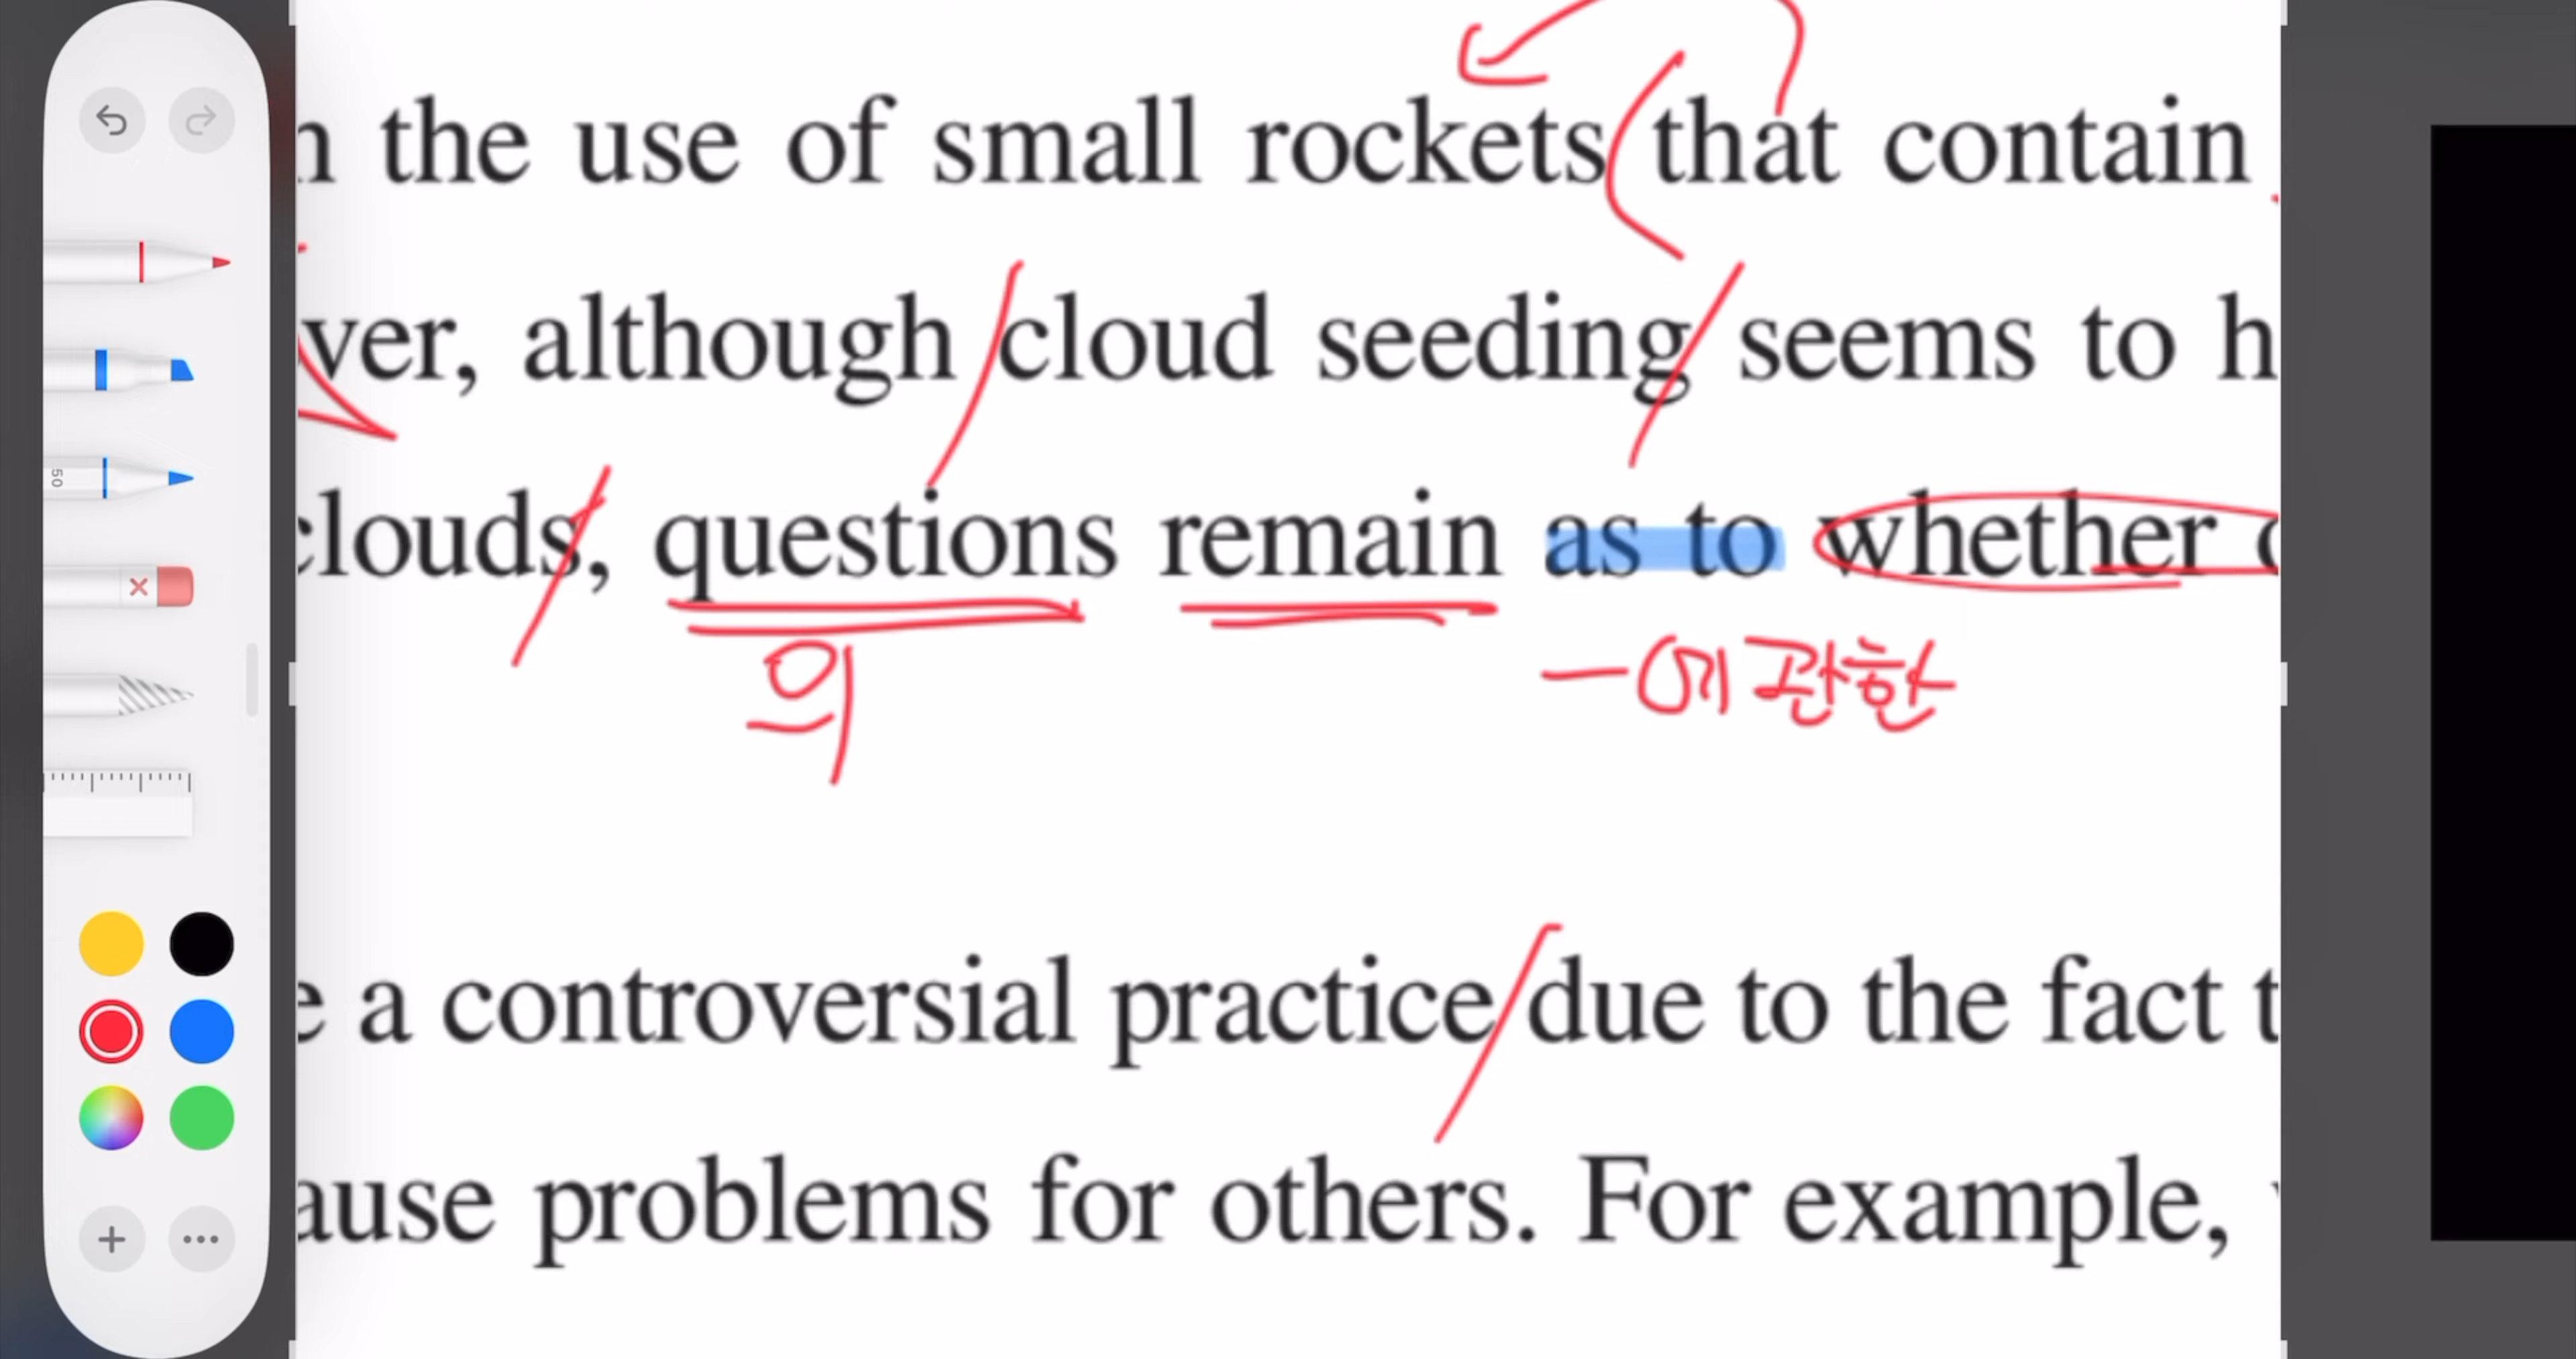 the use of small rockets that contain
ver, although cloud seeding seems to h
clouds, questions remain as to whether
의
–에 관한
a controversial practice due to the fact t
ause problems for others. For example,
50